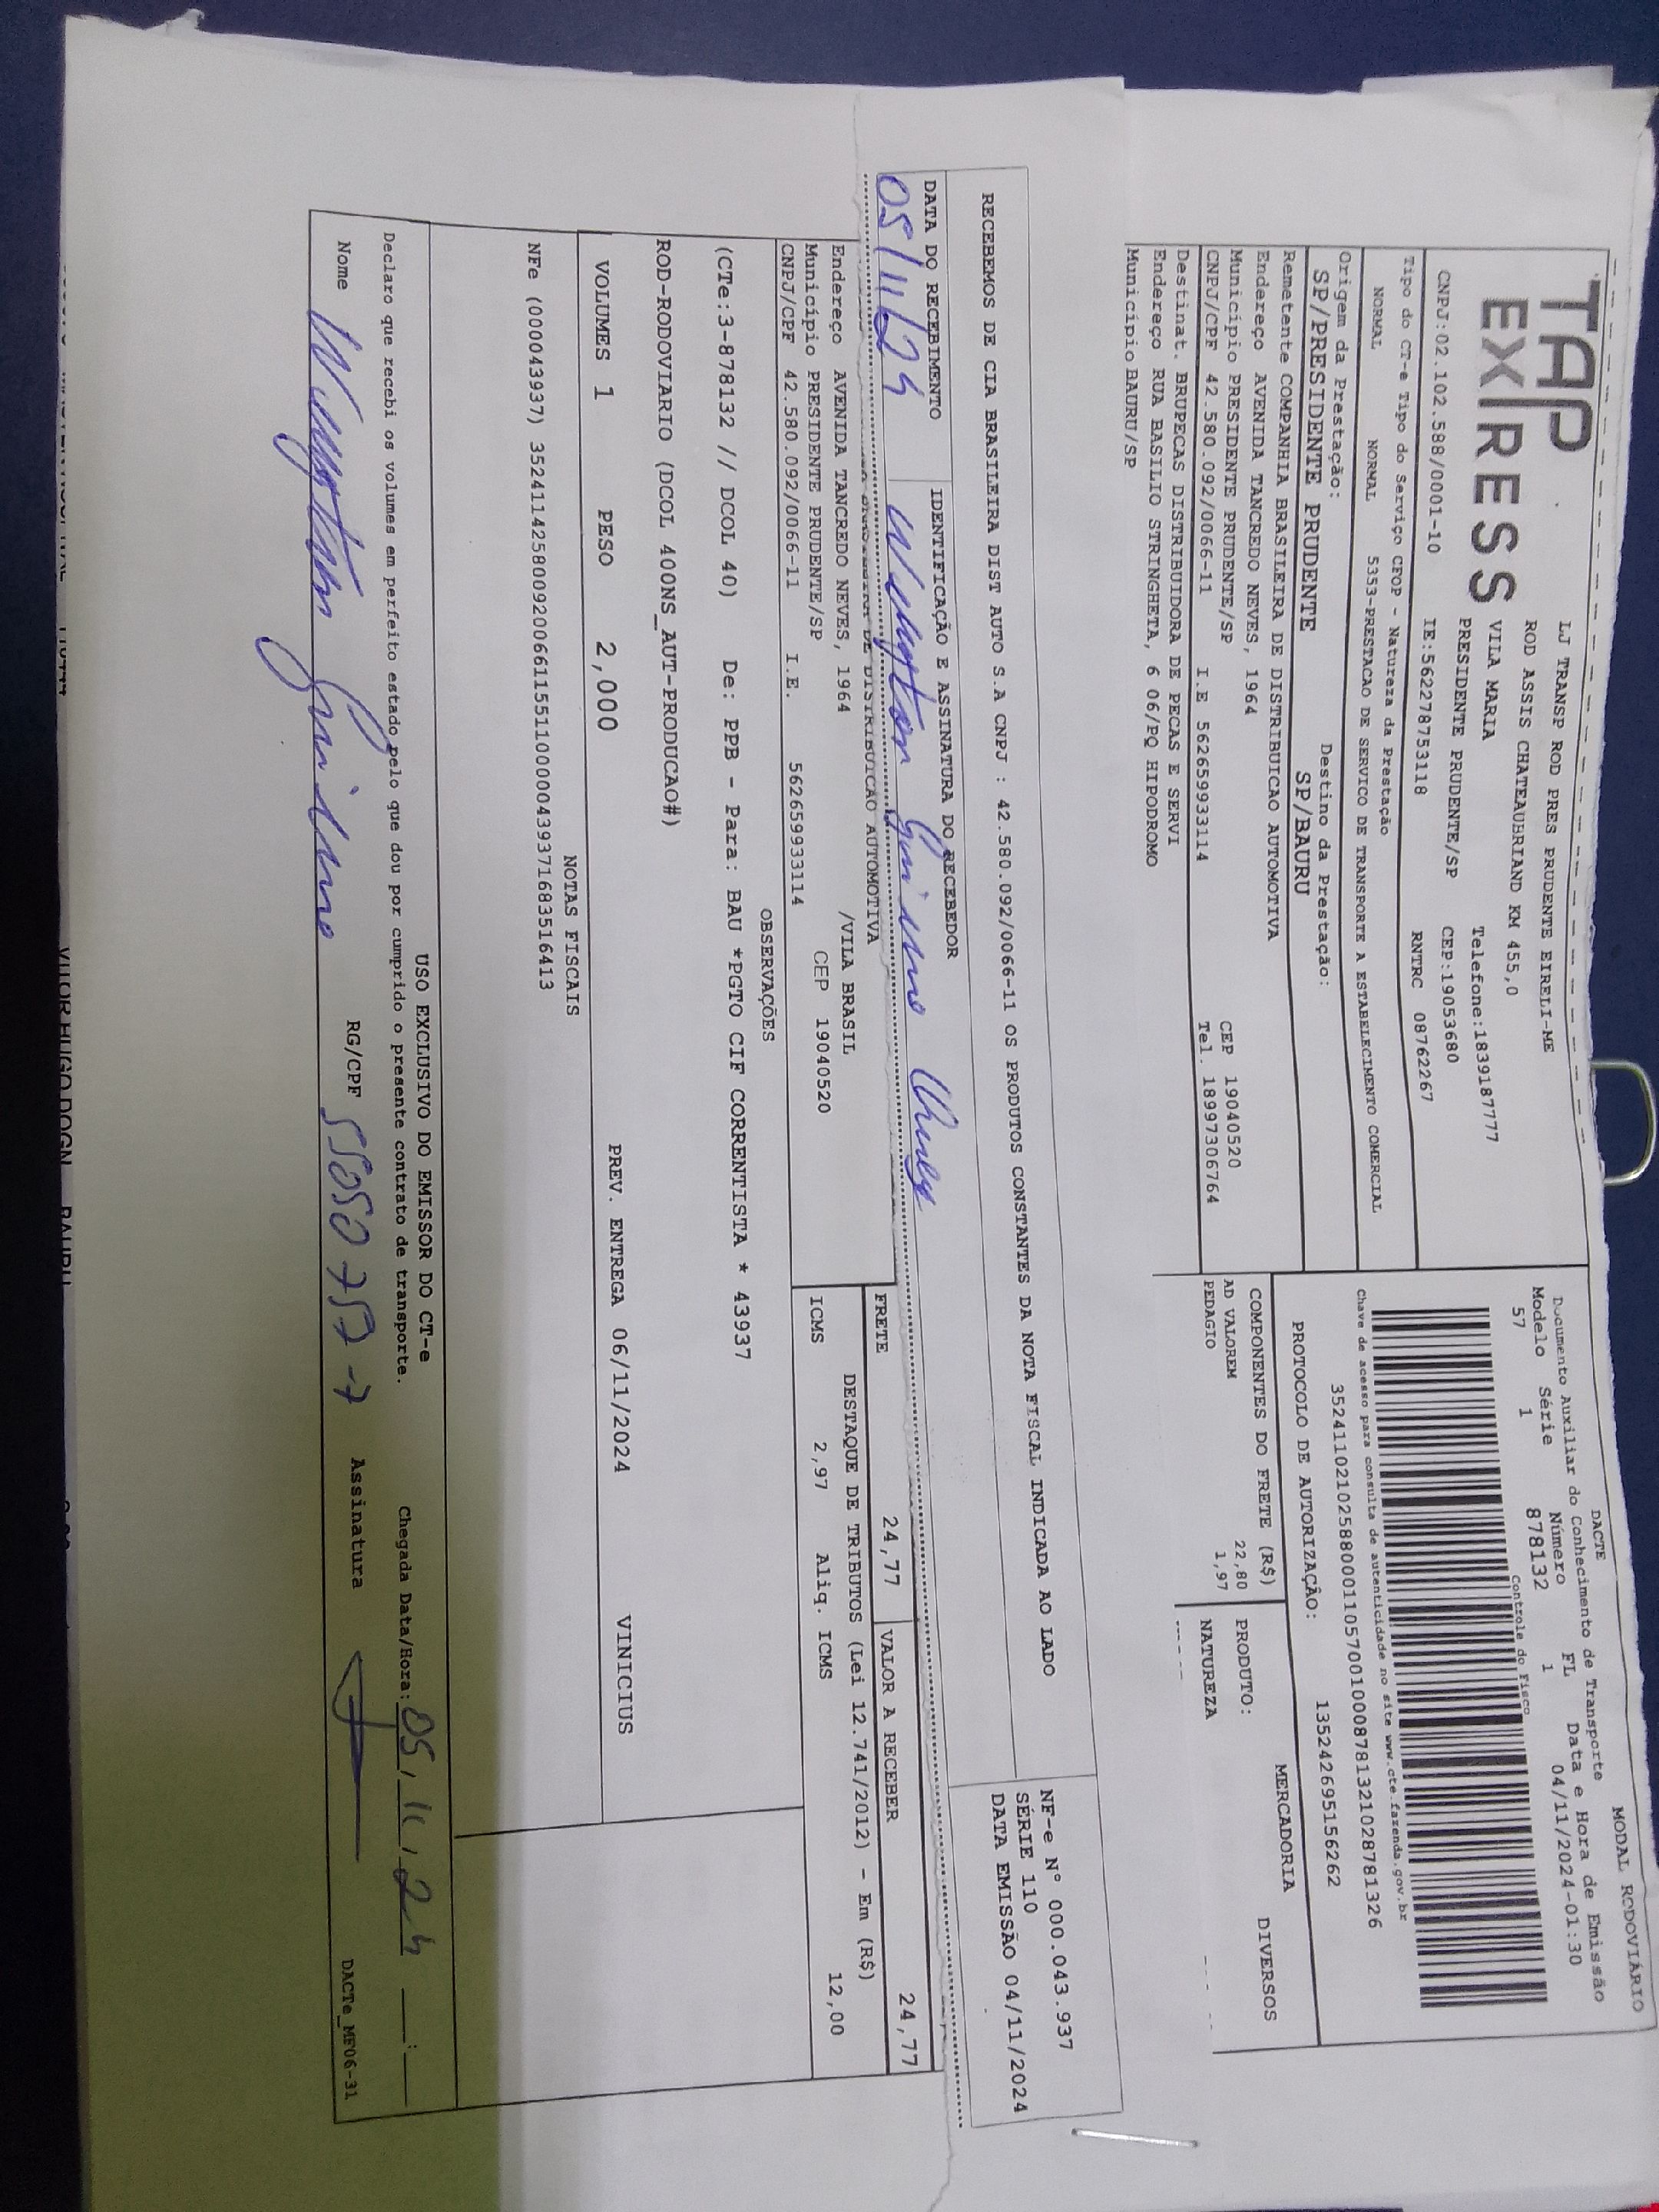 MODAL RODOVIÁRIO
TAP EXPRESS
LJ TRANSP ROD PRES PRUDENTE EIRELI-ME
ROD ASSIS CHATEAUBRIAND KM 455,0
VILA MARIA Telefone:1839187777
PRESIDENTE PRUDENTE/SP CEP:19053680
CNPJ:02.102.588/0001-10 IE:562278753118 RNTRC 08762267
DACTE
Documento Auxiliar do Conhecimento de Transporte
Modelo Série Número FL Data e Hora de Emissão
57 1 878132 1 04/11/2024-01:30
Controle do Fisco
Tipo do CT-e Tipo do Serviço CFOP - Natureza da Prestação
NORMAL NORMAL 5353-PRESTACAO DE SERVICO DE TRANSPORTE A ESTABELECIMENTO COMERCIAL
Chave de acesso para consulta de autenticidade no site www.cte.fazenda.gov.br
35241102102588000110570010008781321028781326
Origem da Prestação: Destino da Prestação:
SP/PRESIDENTE PRUDENTE SP/BAURU
PROTOCOLO DE AUTORIZAÇÃO: 135242695156262
Remetente COMPANHIA BRASILEIRA DE DISTRIBUICAO AUTOMOTIVA
Endereço AVENIDA TANCREDO NEVES, 1964
Municipio PRESIDENTE PRUDENTE/SP CEP 19040520
CNPJ/CPF 42.580.092/0066-11 I.E 562659933114 Tel. 18997306764
COMPONENTES DO FRETE (R$) MERCADORIA
AD VALOREM 22,80 PRODUTO: DIVERSOS
PEDAGIO 1,97 NATUREZA
Destinat. BRUPECAS DISTRIBUIDORA DE PECAS E SERVI
Endereço RUA BASILIO STRINGHETA, 6 06/PQ HIPODROMO
Municipio BAURU/SP
RECEBEMOS DE CIA BRASILEIRA DIST AUTO S.A CNPJ : 42.580.092/0066-11 OS PRODUTOS CONSTANTES DA NOTA FISCAL INDICADA AO LADO
NF-e N° 000.043.937
SÉRIE 110
DATA EMISSÃO 04/11/2024
DATA DO RECEBIMENTO IDENTIFICAÇÃO E ASSINATURA DO RECEBEDOR
05/11/24
DE DISTRIBUICAO AUTOMOTIVA
Endereço AVENIDA TANCREDO NEVES, 1964 /VILA BRASIL
Município PRESIDENTE PRUDENTE/SP CEP 19040520
CNPJ/CPF 42.580.092/0066-11 I.E. 562659933114
FRETE 24,77 VALOR A RECEBER 24,77
DESTAQUE DE TRIBUTOS (Lei 12.741/2012) - Em (R$)
ICMS 2,97 Aliq. ICMS 12,00
OBSERVAÇÕES
(CTe:3-878132 // DCOL 40) De: PPB - Para: BAU *PGTO CIF CORRENTISTA * 43937
ROD-RODOVIARIO (DCOL 400NS_AUT-PRODUCAO#)
VOLUMES 1 PESO 2,000 PREV. ENTREGA 06/11/2024 VINICIUS
NOTAS FISCAIS
NFe (000043937) 35241142580092006611551100000439371683516413
USO EXCLUSIVO DO EMISSOR DO CT-e
Declaro que recebi os volumes em perfeito estado pelo que dou por cumprido o presente contrato de transporte. Chegada Data/Hora: 05/11/24 ___:___
Nome RG/CPF 55050757-7 Assinatura
DACTe_MF06-31